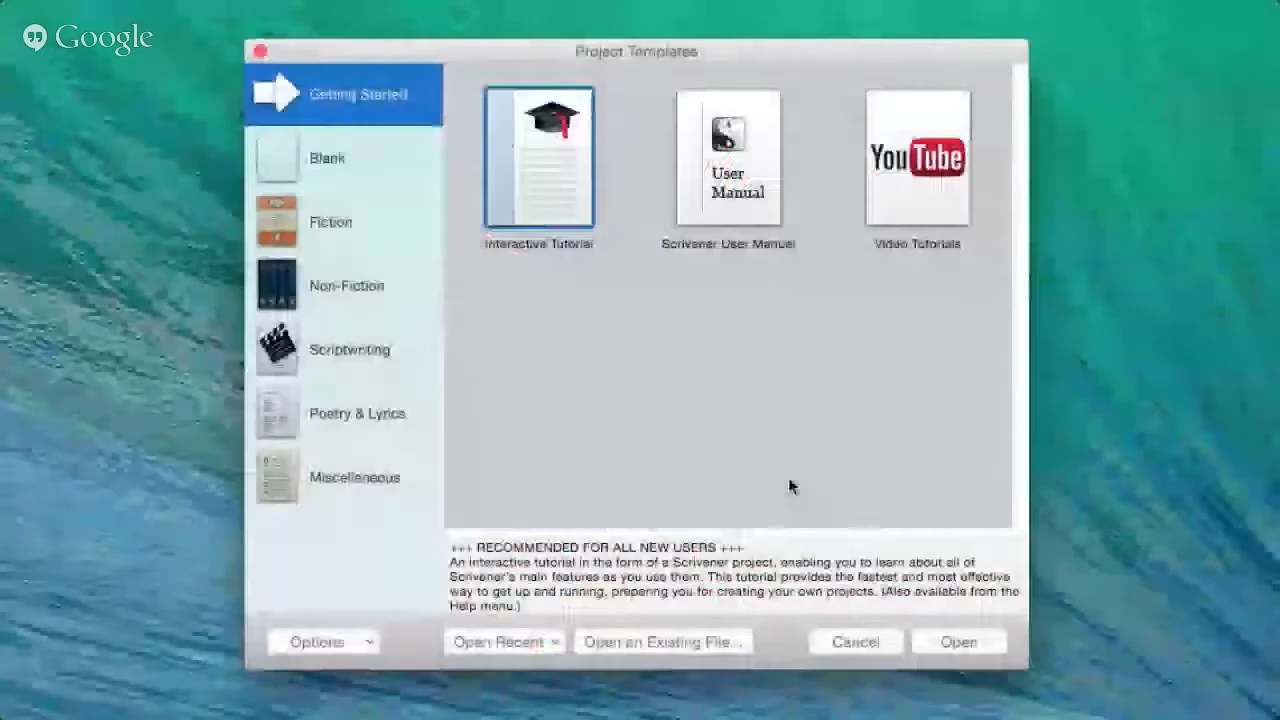 Google
Project Templates
Getting Started
Blank
Fiction
Non-Fiction
Scriptwriting
Poetry & Lyrics
Miscellaneous
User
Manual
YouTube
Interactive Tutorial
Scrivener User Manual
Video Tutorials
+++ RECOMMENDED FOR ALL NEW USERS +++
An interactive tutorial in the form of a Scrivener project, enabling you to learn about all of
Scrivener's main features as you use them. This tutorial provides the fastest and most effective
way to get up and running, preparing you for creating your own projects. (Also available from the
Help menu.)
Options
Open Recent
Open an Existing File...
Cancel
Open